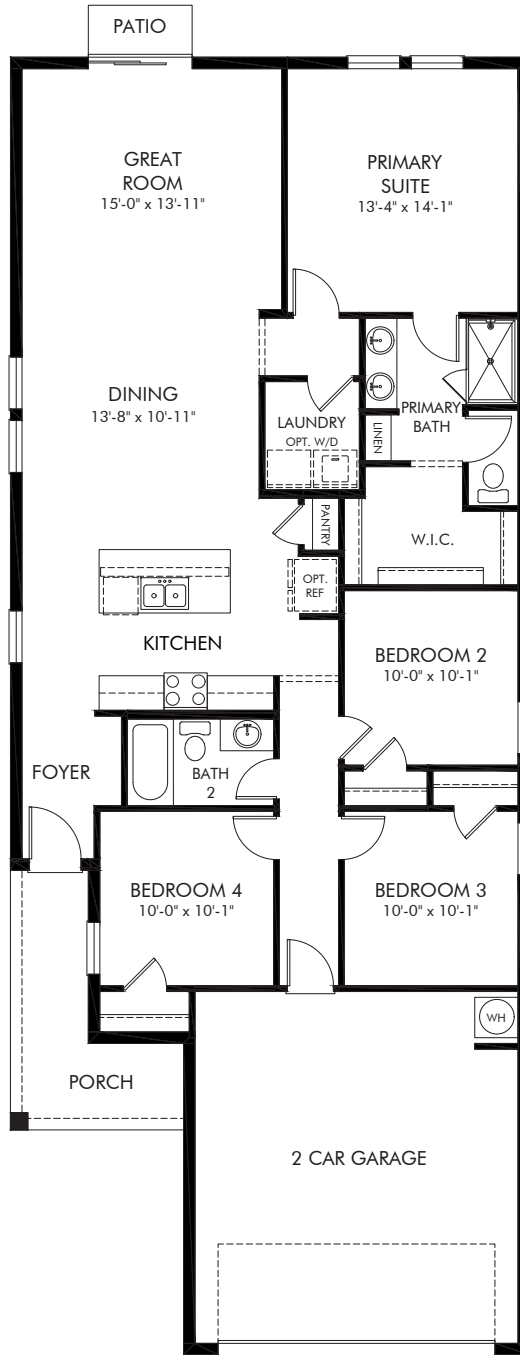 PATIO
GREAT
ROOM
15'-0" x 13'-11"
PRIMARY
SUITE
13'-4" x 14'-1"
DINING
13'-8" x 10'-11"
LAUNDRY
OPT. W/D
PRIMARY
BATH
LINEN
PANTRY
W.I.C.
OPT.
REF
KITCHEN
BEDROOM 2
10'-0" x 10'-1"
FOYER
BATH
2
BEDROOM 4
10'-0" x 10'-1"
BEDROOM 3
10'-0" x 10'-1"
WH
PORCH
2 CAR GARAGE